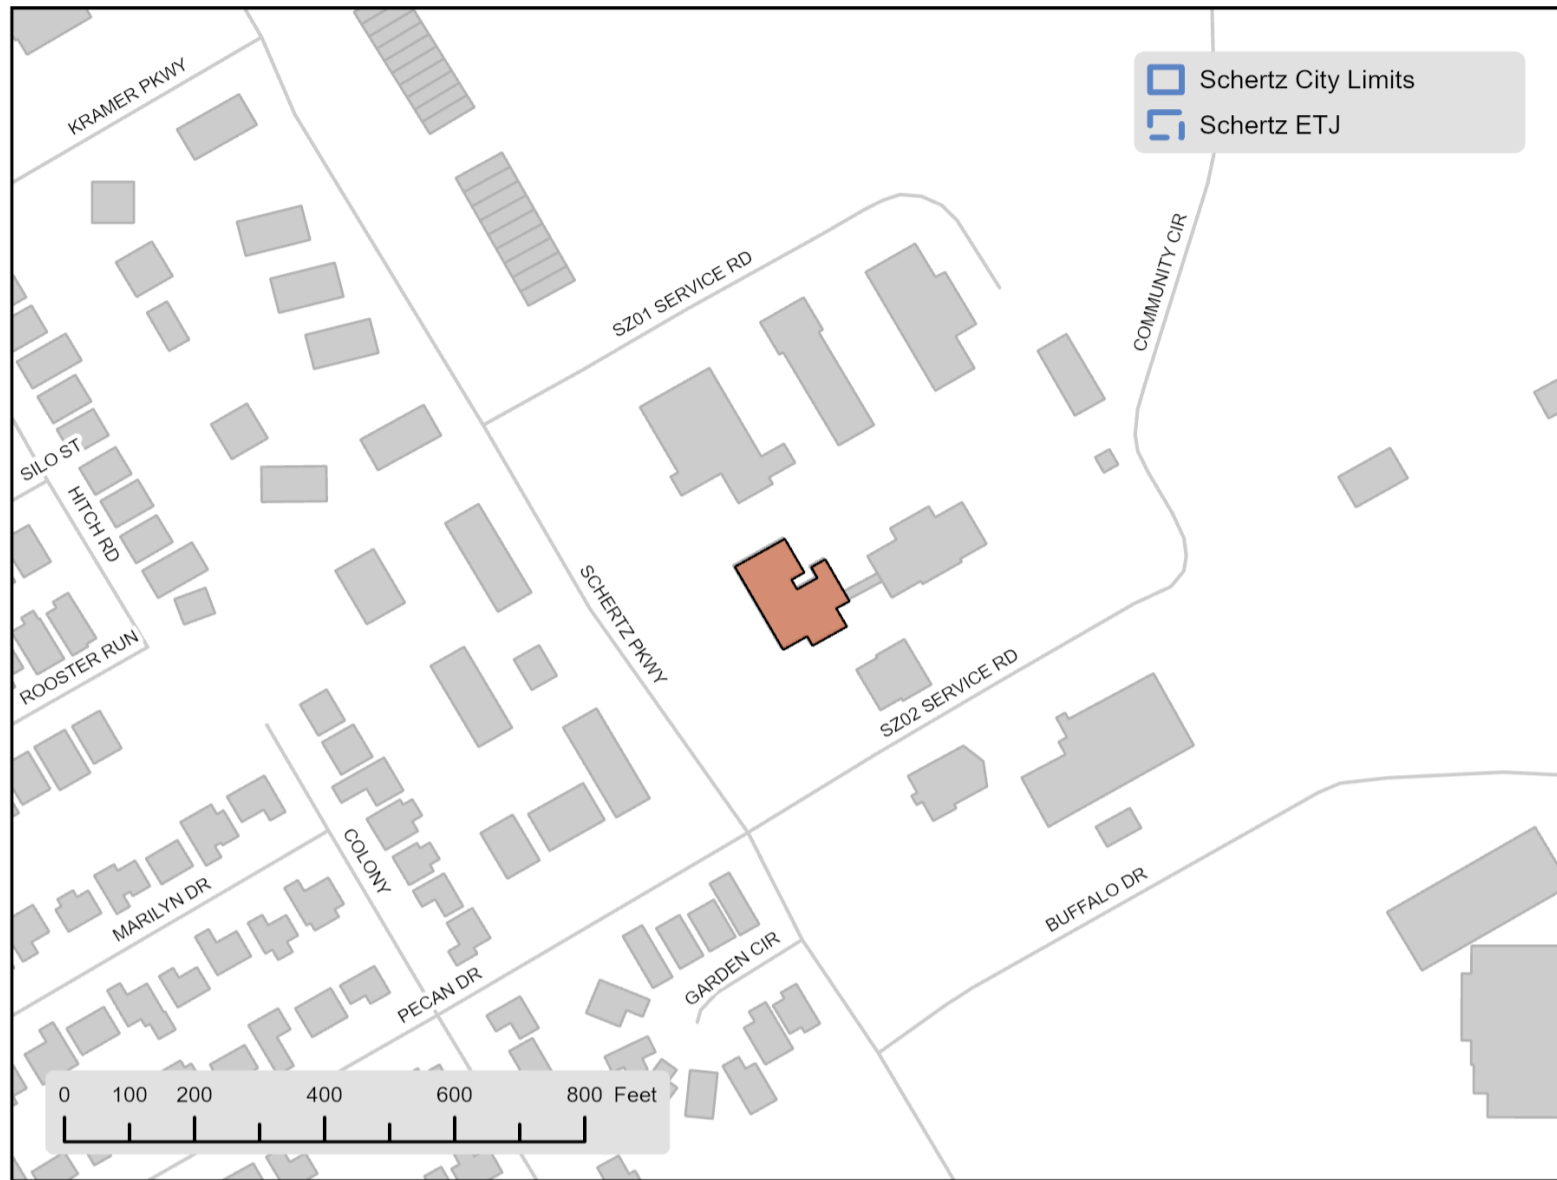 KRAMER PKWY
Schertz City Limits
Schertz ETJ
SZ01 SERVICE RD
COMMUNITY CIR
SILO ST
HITCH RD
SCHERTZ PKWY
ROOSTER RUN
SZ02 SERVICE RD
COLONY
MARILYN DR
BUFFALO DR
GARDEN CIR
PECAN DR
0 100 200 400 600 800 Feet